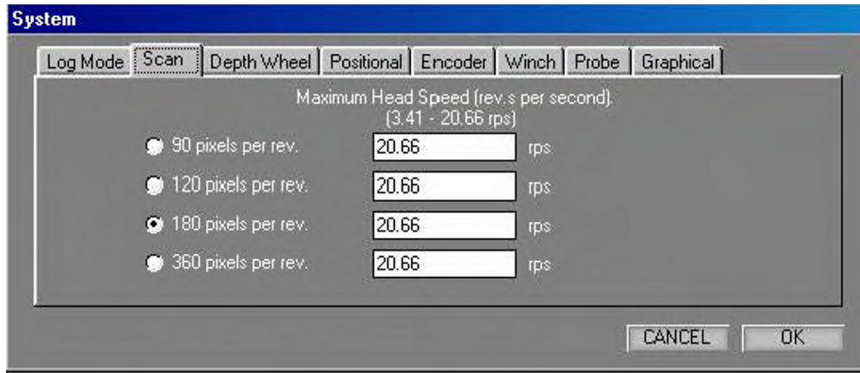 System
Log Mode Scan Depth Wheel Positional Encoder Winch Probe Graphical
Maximum Head Speed (rev.s per second).
(3.41 - 20.66 rps)
90 pixels per rev. 20.66 rps
120 pixels per rev. 20.66 rps
180 pixels per rev. 20.66 rps
360 pixels per rev. 20.66 rps
CANCEL OK